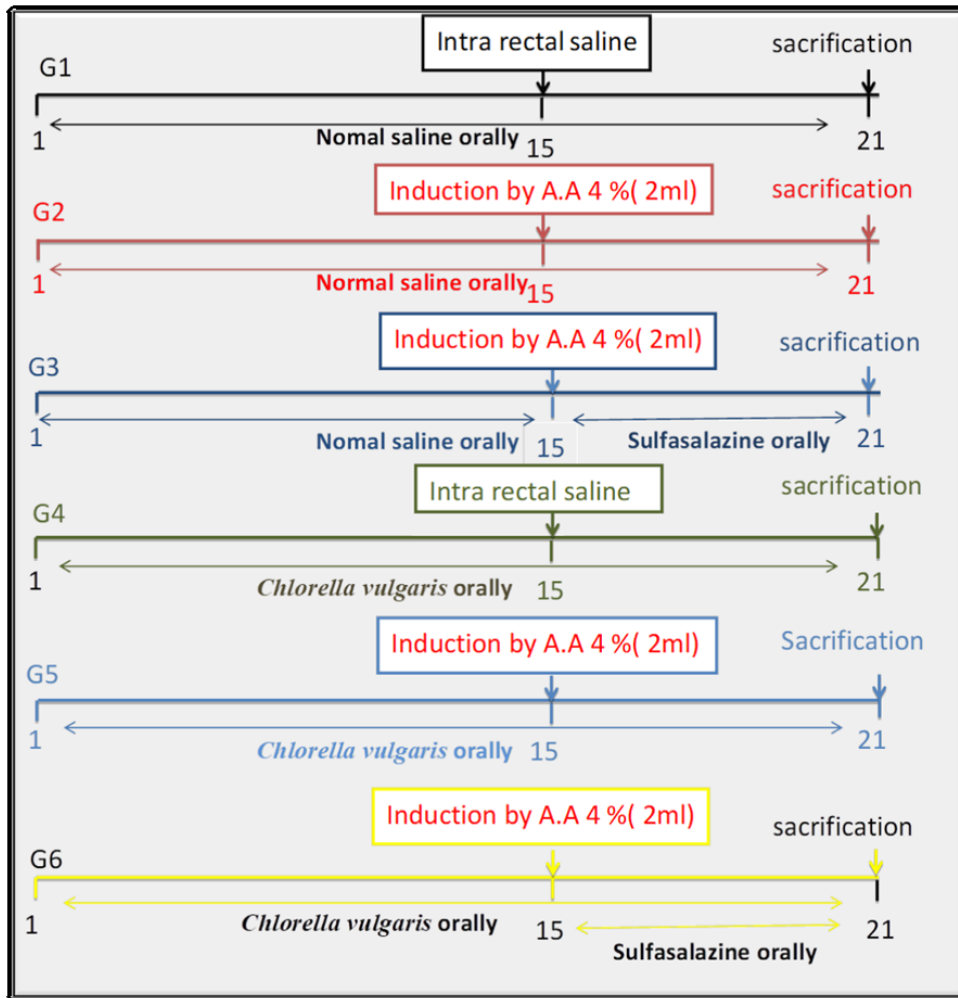 Intra rectal saline
sacrification
G1
1
Nomal saline orally
15
21
Induction by A.A 4 %( 2ml)
sacrification
G2
1
Normal saline orally
15
21
Induction by A.A 4 %( 2ml)
sacrification
G3
1
Nomal saline orally
15
Sulfasalazine orally
21
Intra rectal saline
sacrification
G4
1
Chlorella vulgaris orally
15
21
Induction by A.A 4 %( 2ml)
Sacrification
G5
1
Chlorella vulgaris orally
15
21
Induction by A.A 4 %( 2ml)
sacrification
G6
1
Chlorella vulgaris orally
15
Sulfasalazine orally
21